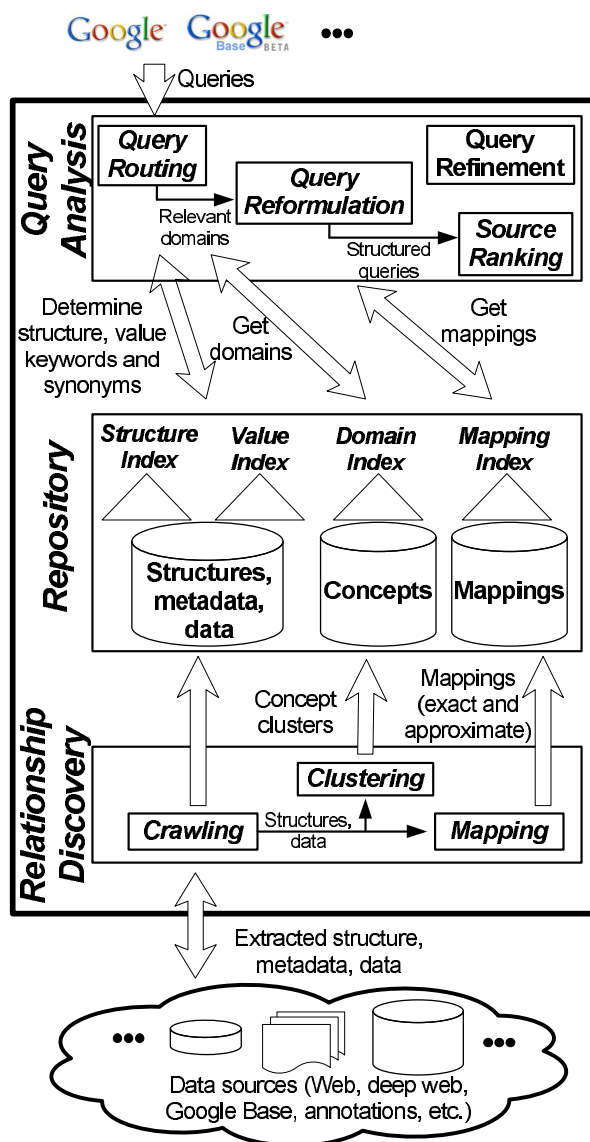 Google™ Google™
Base BETA
•••
Queries
Query
Analysis
Query
Routing
Query
Reformulation
Query
Refinement
Relevant
domains
Structured
queries
Source
Ranking
Determine
structure, value
keywords and
synonyms
Get
domains
Get
mappings
Repository
Structure
Index
Value
Index
Domain
Index
Mapping
Index
Structures,
metadata,
data
Concepts
Mappings
Concept
clusters
Mappings
(exact and
approximate)
Relationship
Discovery
Clustering
Crawling
Structures,
data
Mapping
Extracted structure,
metadata, data
•••
•••
Data sources (Web, deep web,
Google Base, annotations, etc.)